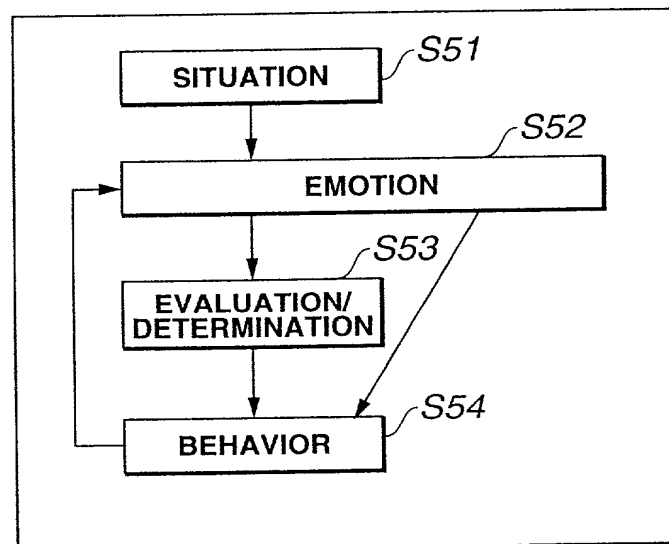 S51
SITUATION
S52
EMOTION
S53
EVALUATION/
DETERMINATION
S54
BEHAVIOR